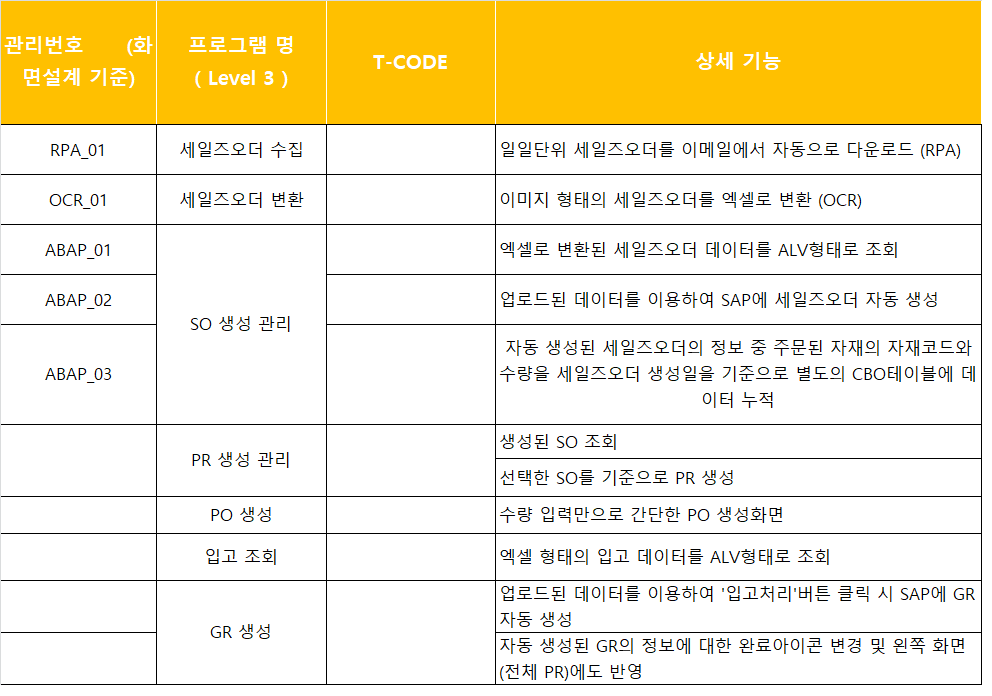 관리번호 (화
면설계 기준)
프로그램 명
( Level 3 )
T-CODE
상세 기능
RPA_01
세일즈오더 수집
일일단위 세일즈오더를 이메일에서 자동으로 다운로드 (RPA)
OCR_01
세일즈오더 변환
이미지 형태의 세일즈오더를 엑셀로 변환 (OCR)
ABAP_01
SO 생성 관리
엑셀로 변환된 세일즈오더 데이터를 ALV형태로 조회
ABAP_02
업로드된 데이터를 이용하여 SAP에 세일즈오더 자동 생성
ABAP_03
자동 생성된 세일즈오더의 정보 중 주문된 자재의 자재코드와
수량을 세일즈오더 생성일을 기준으로 별도의 CBO테이블에 데
이터 누적
PR 생성 관리
생성된 SO 조회
선택한 SO를 기준으로 PR 생성
PO 생성
수량 입력만으로 간단한 PO 생성화면
입고 조회
엑셀 형태의 입고 데이터를 ALV형태로 조회
GR 생성
업로드된 데이터를 이용하여 '입고처리'버튼 클릭 시 SAP에 GR
자동 생성
자동 생성된 GR의 정보에 대한 완료아이콘 변경 및 왼쪽 화면
(전체 PR)에도 반영